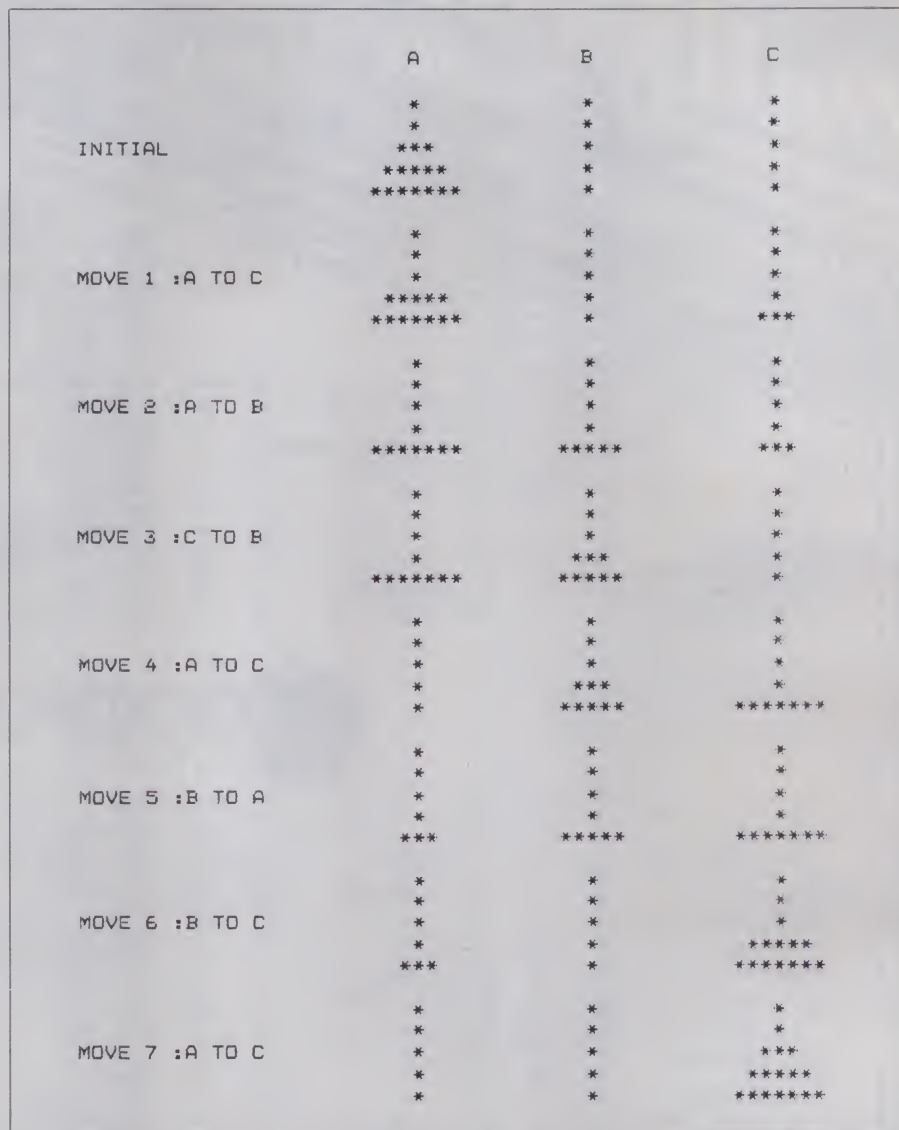 A B C
* * *
* * *
INITIAL *** * *
***** * *
******* * *
* * *
* * *
MOVE 1 :A TO C * * *
***** * *
******* * ***
* * *
* * *
MOVE 2 :A TO B * * *
* * *
******* ***** ***
* * *
* * *
MOVE 3 :C TO B * * *
* *** *
******* ***** *
* * *
* * *
MOVE 4 :A TO C * * *
* *** *
* ***** *******
* * *
* * *
MOVE 5 :B TO A * * *
* * *
*** ***** *******
* * *
* * *
MOVE 6 :B TO C * * *
* * *****
*** * *******
* * *
* * *
MOVE 7 :A TO C * * ***
* * *****
* * *******